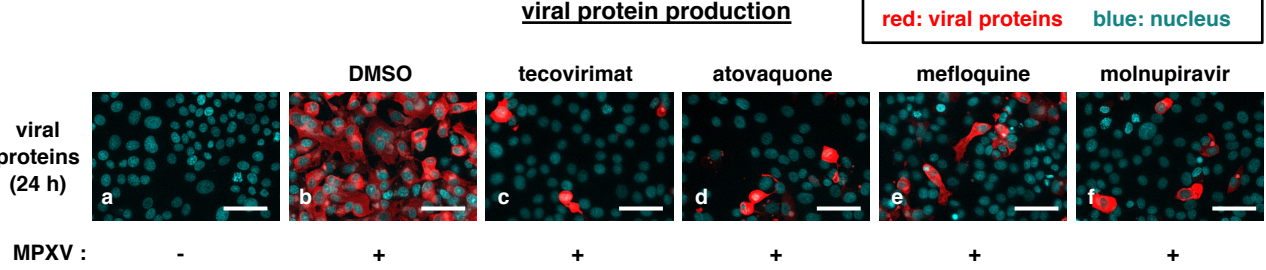 viral protein production
red: viral proteins blue: nucleus
DMSO tecovirimat atovaquone mefloquine molnupiravir
viral
proteins
(24 h)
a b c d e f
MPXV : - + + + + +